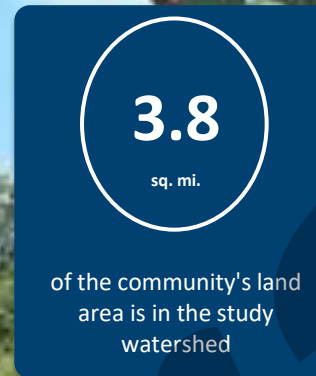 3.8
sq. mi.
of the community's land
area is in the study
watershed